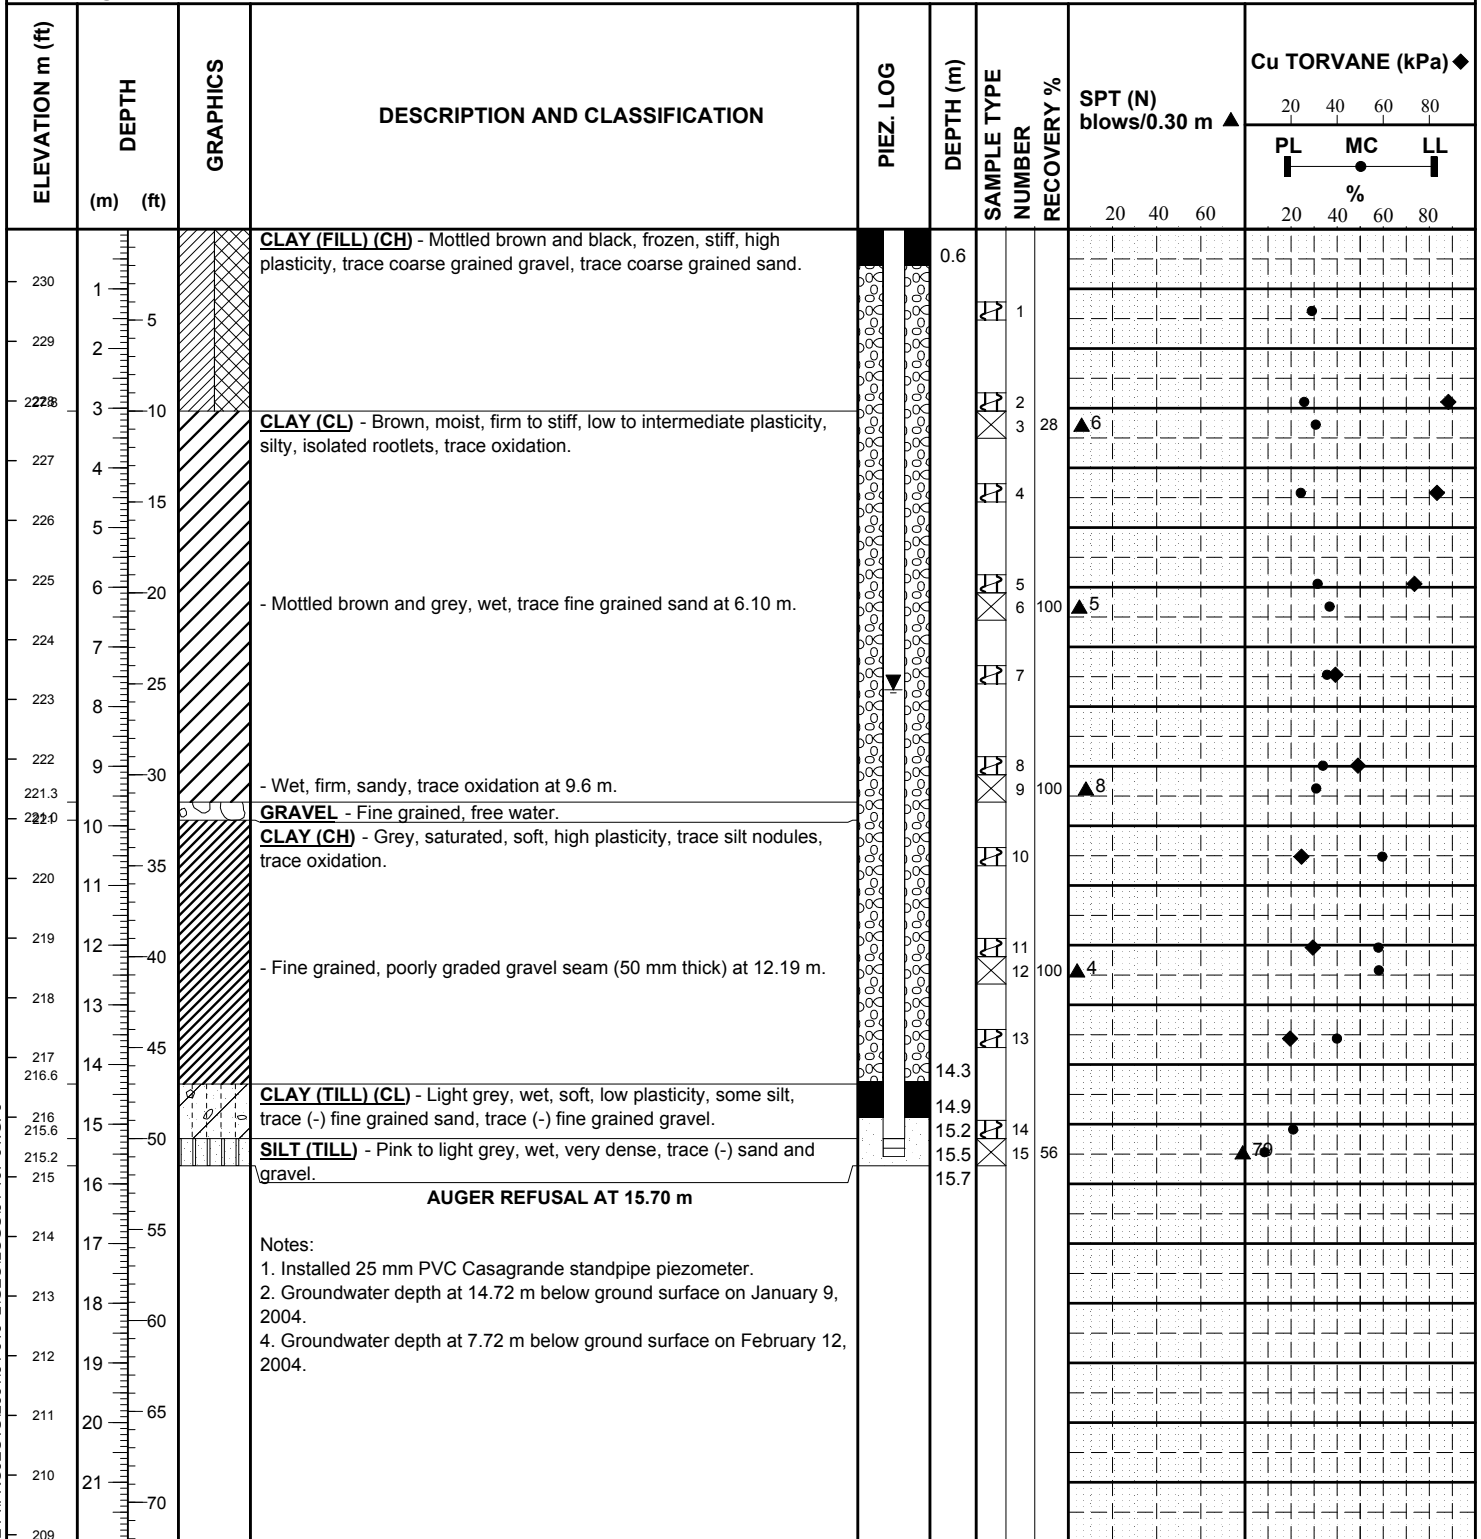 ELEVATION m (ft)
DEPTH
(m) (ft)
GRAPHICS
DESCRIPTION AND CLASSIFICATION
PIEZ. LOG
DEPTH (m)
SAMPLE TYPE
NUMBER
RECOVERY %
SPT (N)
blows/0.30 m
20 40 60
Cu TORVANE (kPa)
20 40 60 80
PL MC LL
%
20 40 60 80
CLAY (FILL) (CH) - Mottled brown and black, frozen, stiff, high
plasticity, trace coarse grained gravel, trace coarse grained sand.
0.6
230
1
1
5
229
2
2
3
10
227.8
CLAY (CL) - Brown, moist, firm to stiff, low to intermediate plasticity,
silty, isolated rootlets, trace oxidation.
3 28 6
227
4
4
15
226
5
225
6
20
5
- Mottled brown and grey, wet, trace fine grained sand at 6.10 m.
6 100 5
224
7
7
25
223
8
222
9
30
8
- Wet, firm, sandy, trace oxidation at 9.6 m.
9 100 8
221.3
GRAVEL - Fine grained, free water.
221.0
10
CLAY (CH) - Grey, saturated, soft, high plasticity, trace silt nodules,
trace oxidation.
10
35
220
11
219
12
40
11
- Fine grained, poorly graded gravel seam (50 mm thick) at 12.19 m.
12 100 4
218
13
13
45
217
14
216.6
14.3
CLAY (TILL) (CL) - Light grey, wet, soft, low plasticity, some silt,
trace (-) fine grained sand, trace (-) fine grained gravel.
14.9
216
15
215.6
50
15.2
14
SILT (TILL) - Pink to light grey, wet, very dense, trace (-) sand and
gravel.
15.5
15 56
215.2
215
16
15.7
AUGER REFUSAL AT 15.70 m
55
214
17
Notes:
1. Installed 25 mm PVC Casagrande standpipe piezometer.
2. Groundwater depth at 14.72 m below ground surface on January 9,
2004.
4. Groundwater depth at 7.72 m below ground surface on February 12,
2004.
213
18
60
212
19
65
211
20
210
21
70
209